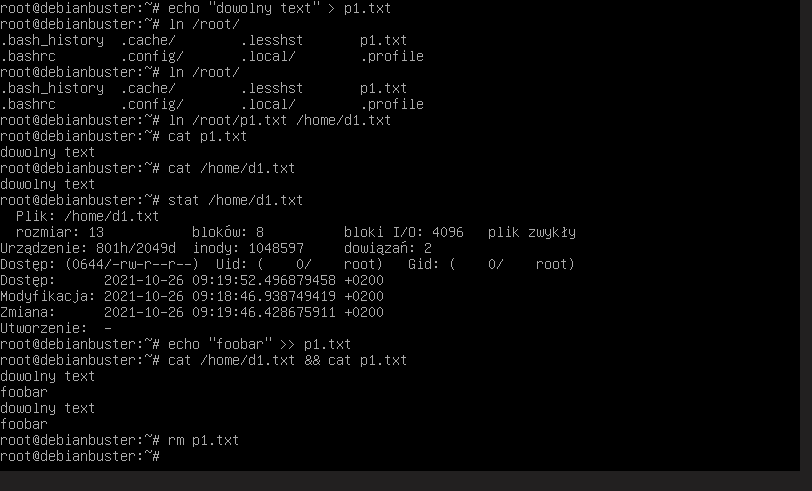 root@debianbuster:~# echo "dowolny text" > p1.txt
root@debianbuster:~# ln /root/
.bash_history  .cache/        .lesshst       p1.txt
.bashrc        .config/       .local/        .profile
root@debianbuster:~# ln /root/
.bash_history  .cache/        .lesshst       p1.txt
.bashrc        .config/       .local/        .profile
root@debianbuster:~# ln /root/p1.txt /home/d1.txt
root@debianbuster:~# cat p1.txt
dowolny text
root@debianbuster:~# cat /home/d1.txt
dowolny text
root@debianbuster:~# stat /home/d1.txt
  Plik: /home/d1.txt
  rozmiar: 13           bloków: 8          bloki I/O: 4096   plik zwykły
Urządzenie: 801h/2049d  inody: 1048597     dowiązań: 2
Dostęp: (0644/-rw-r--r--)  Uid: (    0/    root)   Gid: (    0/    root)
Dostęp:      2021-10-26 09:19:52.496879458 +0200
Modyfikacja: 2021-10-26 09:18:46.938749419 +0200
Zmiana:      2021-10-26 09:19:46.428675911 +0200
Utworzenie:  -
root@debianbuster:~# echo "foobar" >> p1.txt
root@debianbuster:~# cat /home/d1.txt && cat p1.txt
dowolny text
foobar
dowolny text
foobar
root@debianbuster:~# rm p1.txt
root@debianbuster:~#